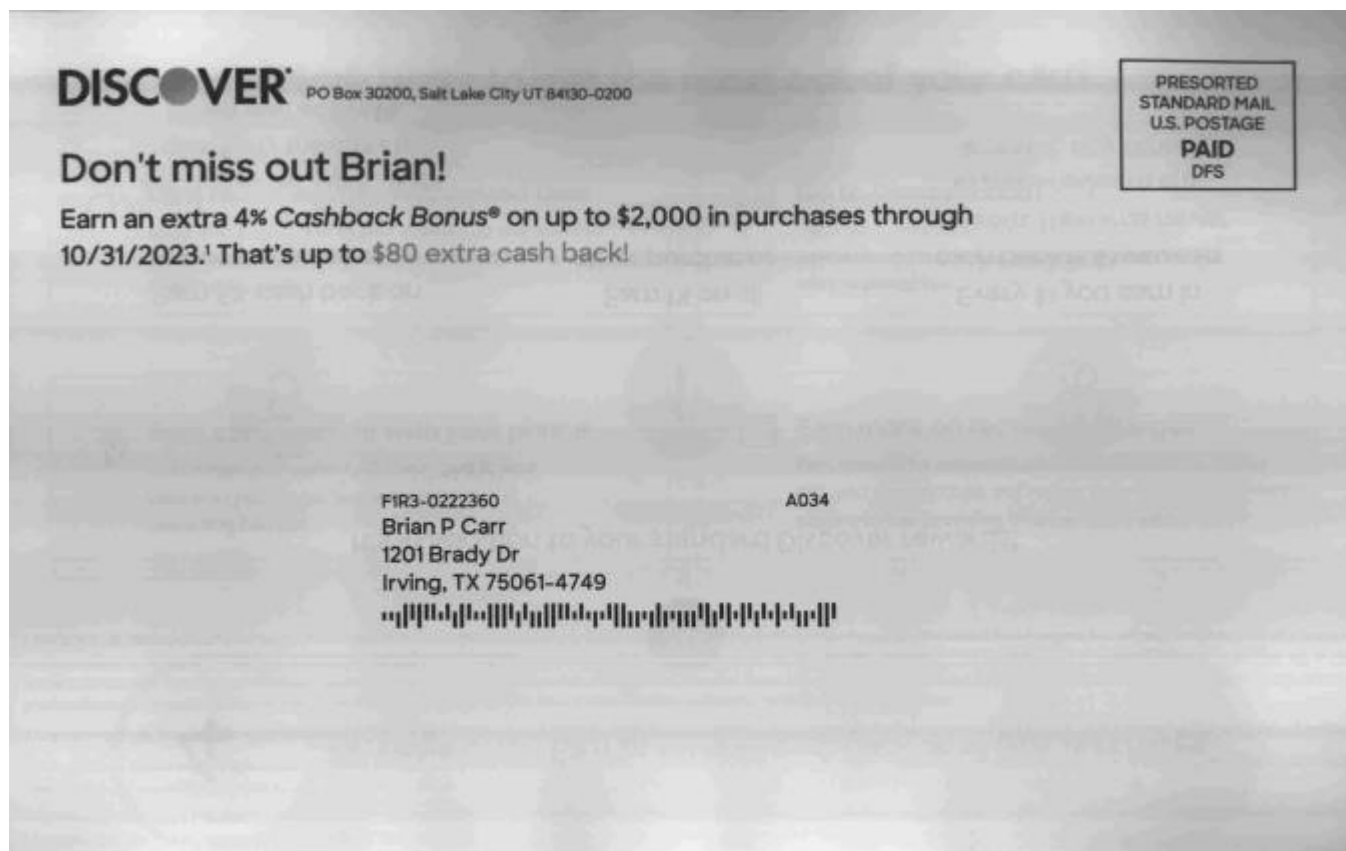 DISCOVER® PO Box 30200, Salt Lake City UT 84130-0200
PRESORTED
STANDARD MAIL
U.S. POSTAGE
PAID
DFS
Don't miss out Brian!
Earn an extra 4% Cashback Bonus® on up to $2,000 in purchases through
10/31/2023.¹ That's up to $80 extra cash back!
F1R3-0222360 A034
Brian P Carr
1201 Brady Dr
Irving, TX 75061-4749